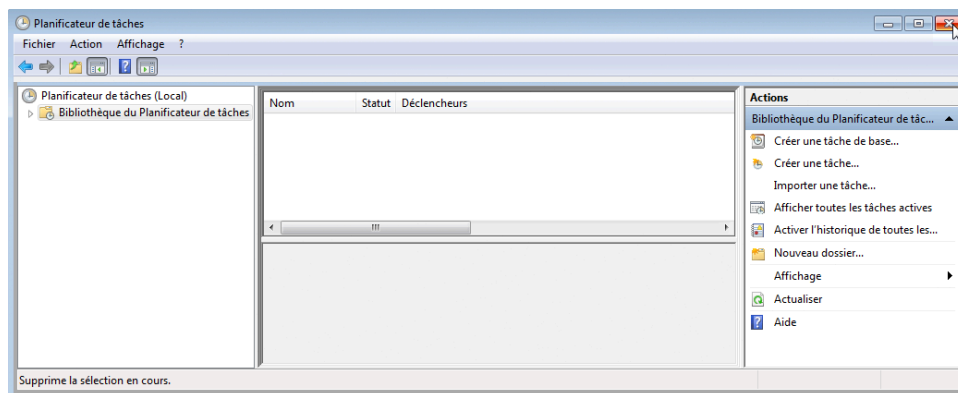 Planificateur de tâches
Fichier Action Affichage ?
Planificateur de tâches (Local)
Bibliothèque du Planificateur de tâches
Nom Statut Déclencheurs
Actions
Bibliothèque du Planificateur de tâc...
Créer une tâche de base...
Créer une tâche...
Importer une tâche...
Afficher toutes les tâches actives
Activer l'historique de toutes les...
Nouveau dossier...
Affichage
Actualiser
Aide
Supprime la sélection en cours.